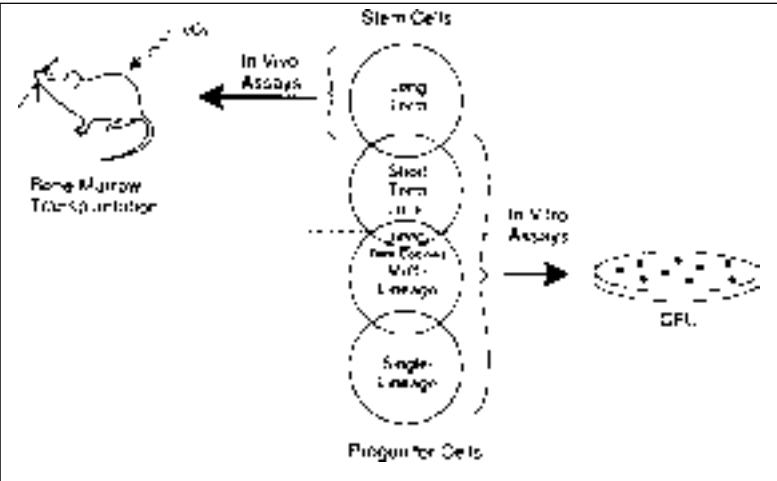 Stem Cells
In Vivo
Assays
Long
Term
Bone Marrow
Transplantation
Short
Term
In Vitro
Assays
Multi-
Lineage
CFU
Single-
Lineage
Progenitor Cells